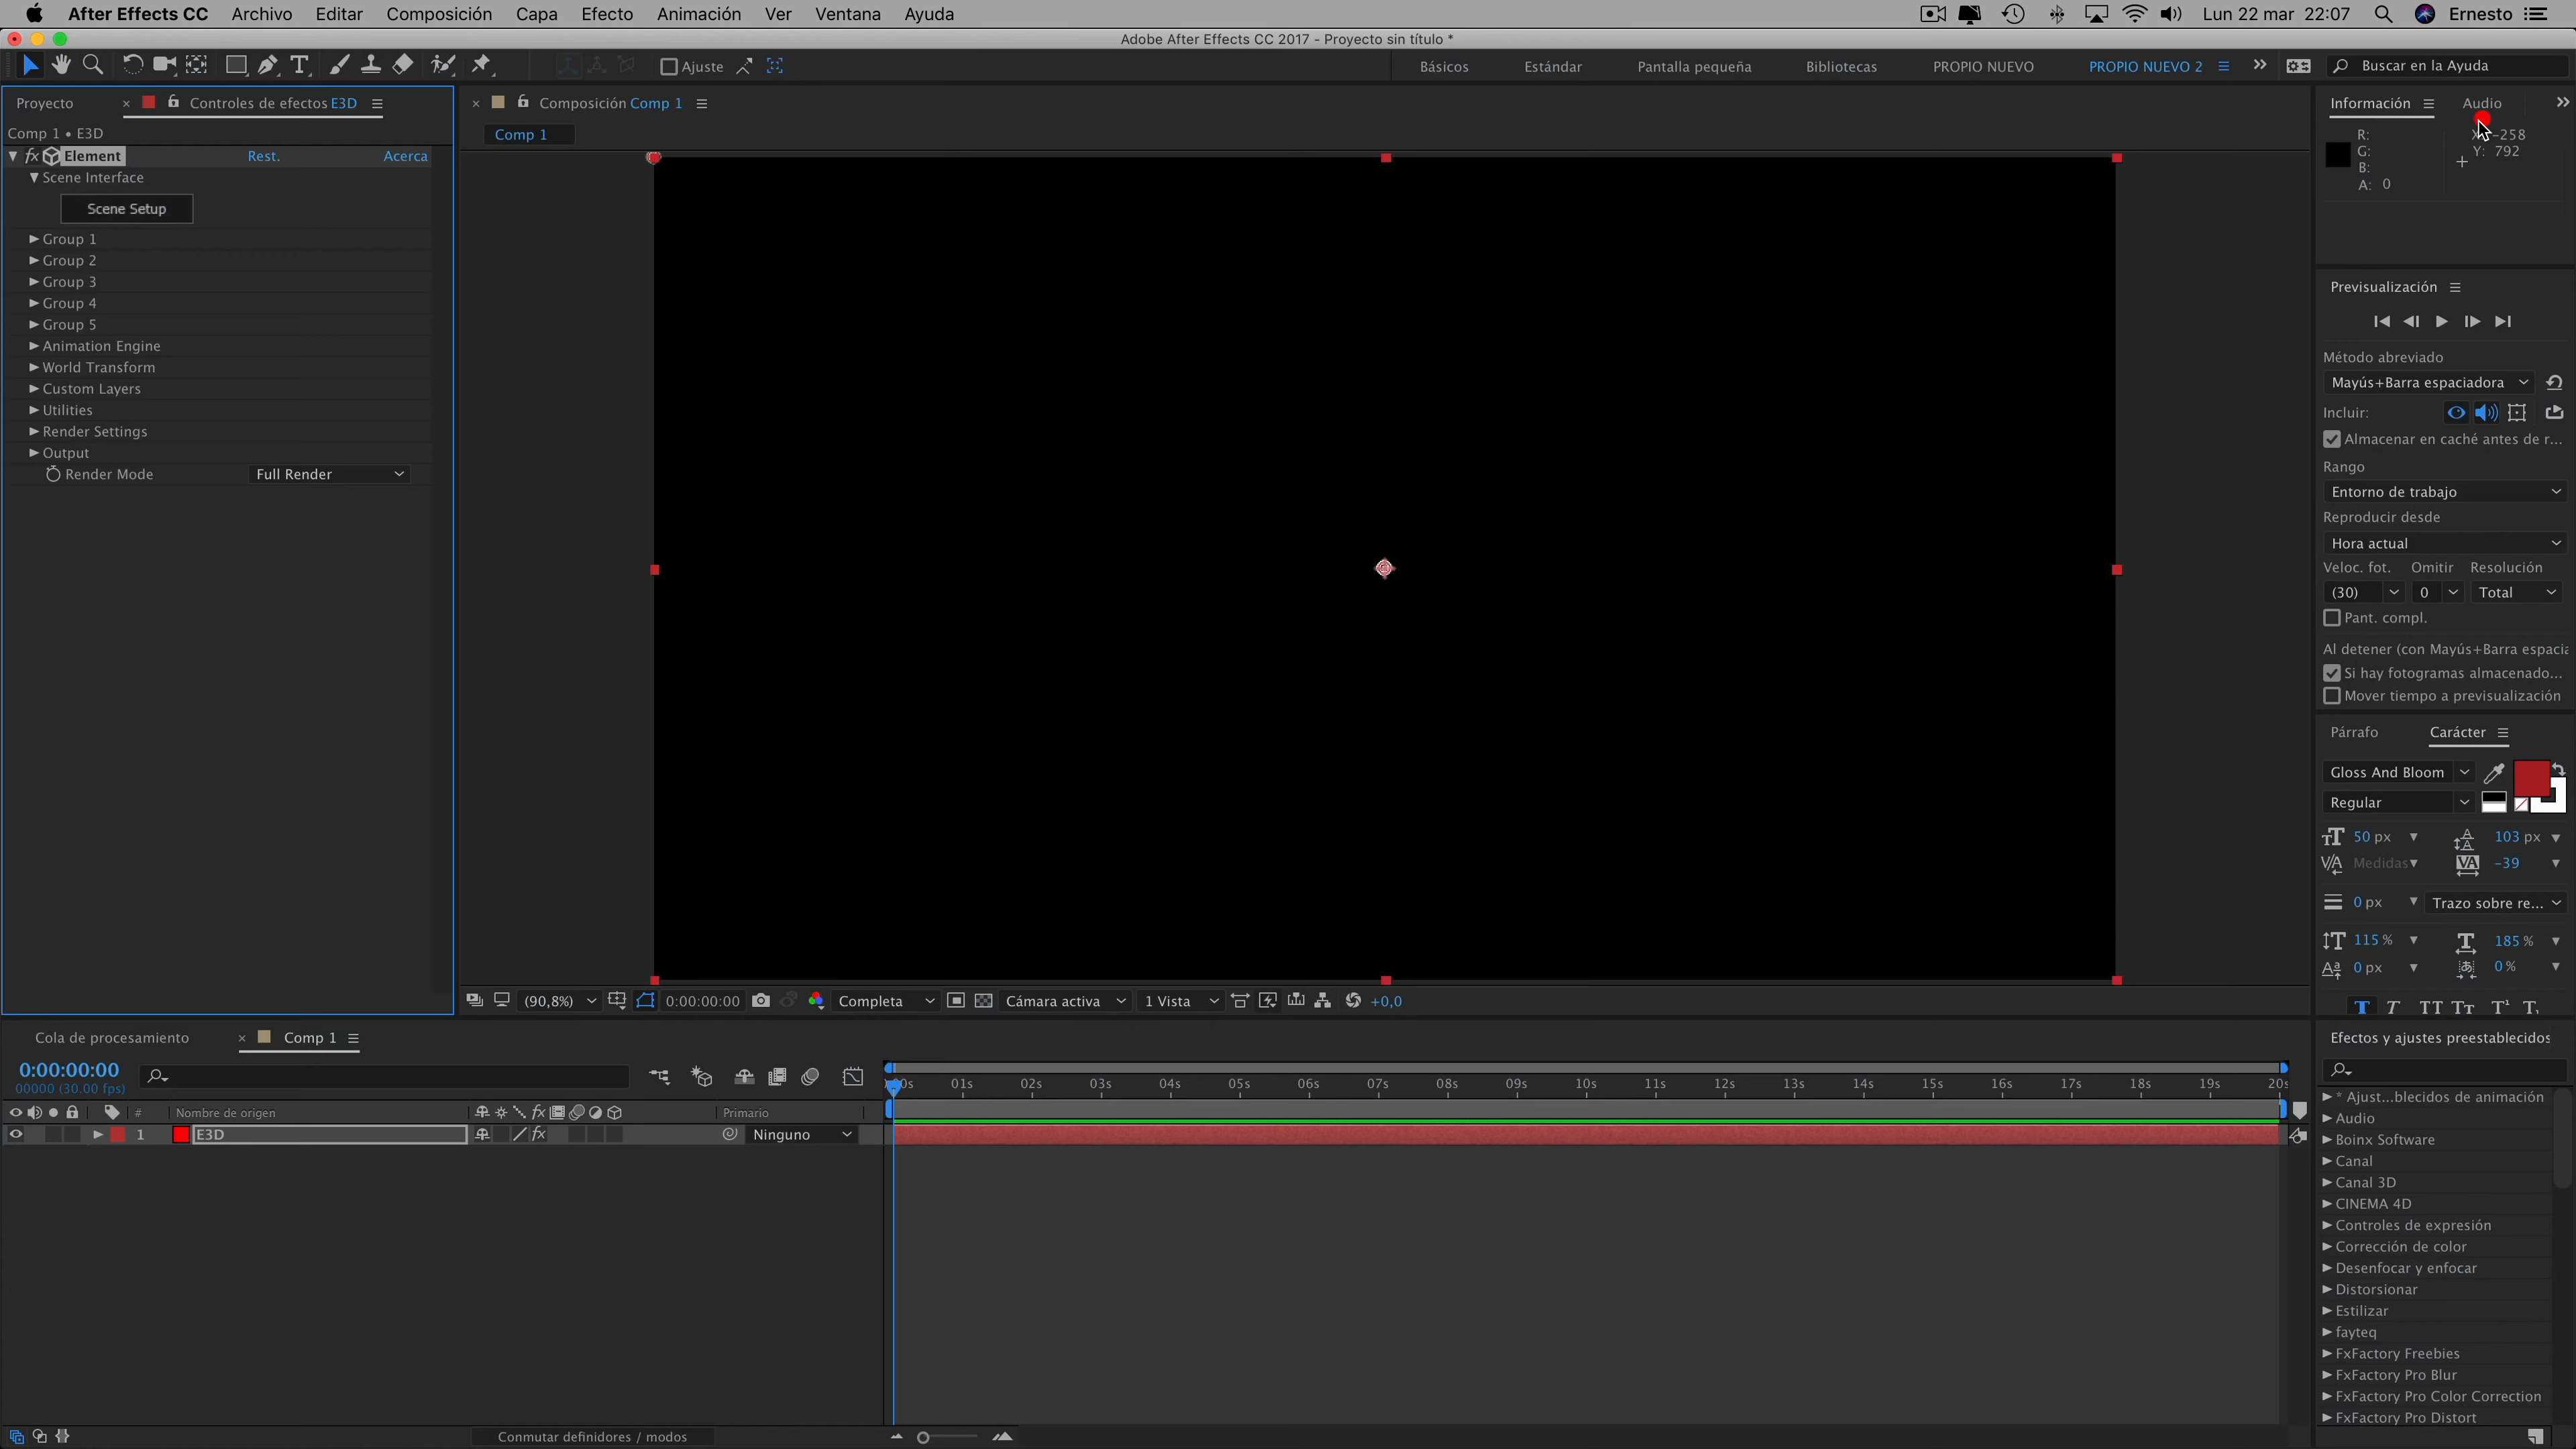 After Effects CC Archivo Editar Composición Capa Efecto Animación Ver Ventana Ayuda Lun 22 mar 22:07 Ernesto
Adobe After Effects CC 2017 - Proyecto sin título *
Ajuste Básicos Estándar Pantalla pequeña Bibliotecas PROPIO NUEVO PROPIO NUEVO 2 Buscar en la Ayuda
Proyecto Controles de efectos E3D
Comp 1 • E3D
Element Rest. Acerca
Scene Interface
Scene Setup
Group 1
Group 2
Group 3
Group 4
Group 5
Animation Engine
World Transform
Custom Layers
Utilities
Render Settings
Output
Render Mode Full Render
Composición Comp 1
Comp 1
(90,8%) 0:00:00:00 Completa Cámara activa 1 Vista +0,0
Información Audio
R:
G:
B:
A: 0
-258
Y: 792
Previsualización
Método abreviado
Mayús+Barra espaciadora
Incluir:
Almacenar en caché antes de r...
Rango
Entorno de trabajo
Reproducir desde
Hora actual
Veloc. fot. Omitir Resolución
(30) 0 Total
Pant. compl.
Al detener (con Mayús+Barra espacia
Si hay fotogramas almacenado...
Mover tiempo a previsualización
Párrafo Carácter
Gloss And Bloom
Regular
50 px 103 px
Medidas -39
0 px Trazo sobre re...
115 % 185 %
0 px 0 %
Efectos y ajustes preestablecidos
* Ajust...blecidos de animación
Audio
Boinx Software
Canal
Canal 3D
CINEMA 4D
Controles de expresión
Corrección de color
Desenfocar y enfocar
Distorsionar
Estilizar
fayteq
FxFactory Freebies
FxFactory Pro Blur
FxFactory Pro Color Correction
FxFactory Pro Distort
Cola de procesamiento Comp 1
0:00:00:00
00000 (30.00 fps)
00s 01s 02s 03s 04s 05s 06s 07s 08s 09s 10s 11s 12s 13s 14s 15s 16s 17s 18s 19s 20s
# Nombre de origen Primario
1 E3D Ninguno
Conmutar definidores / modos